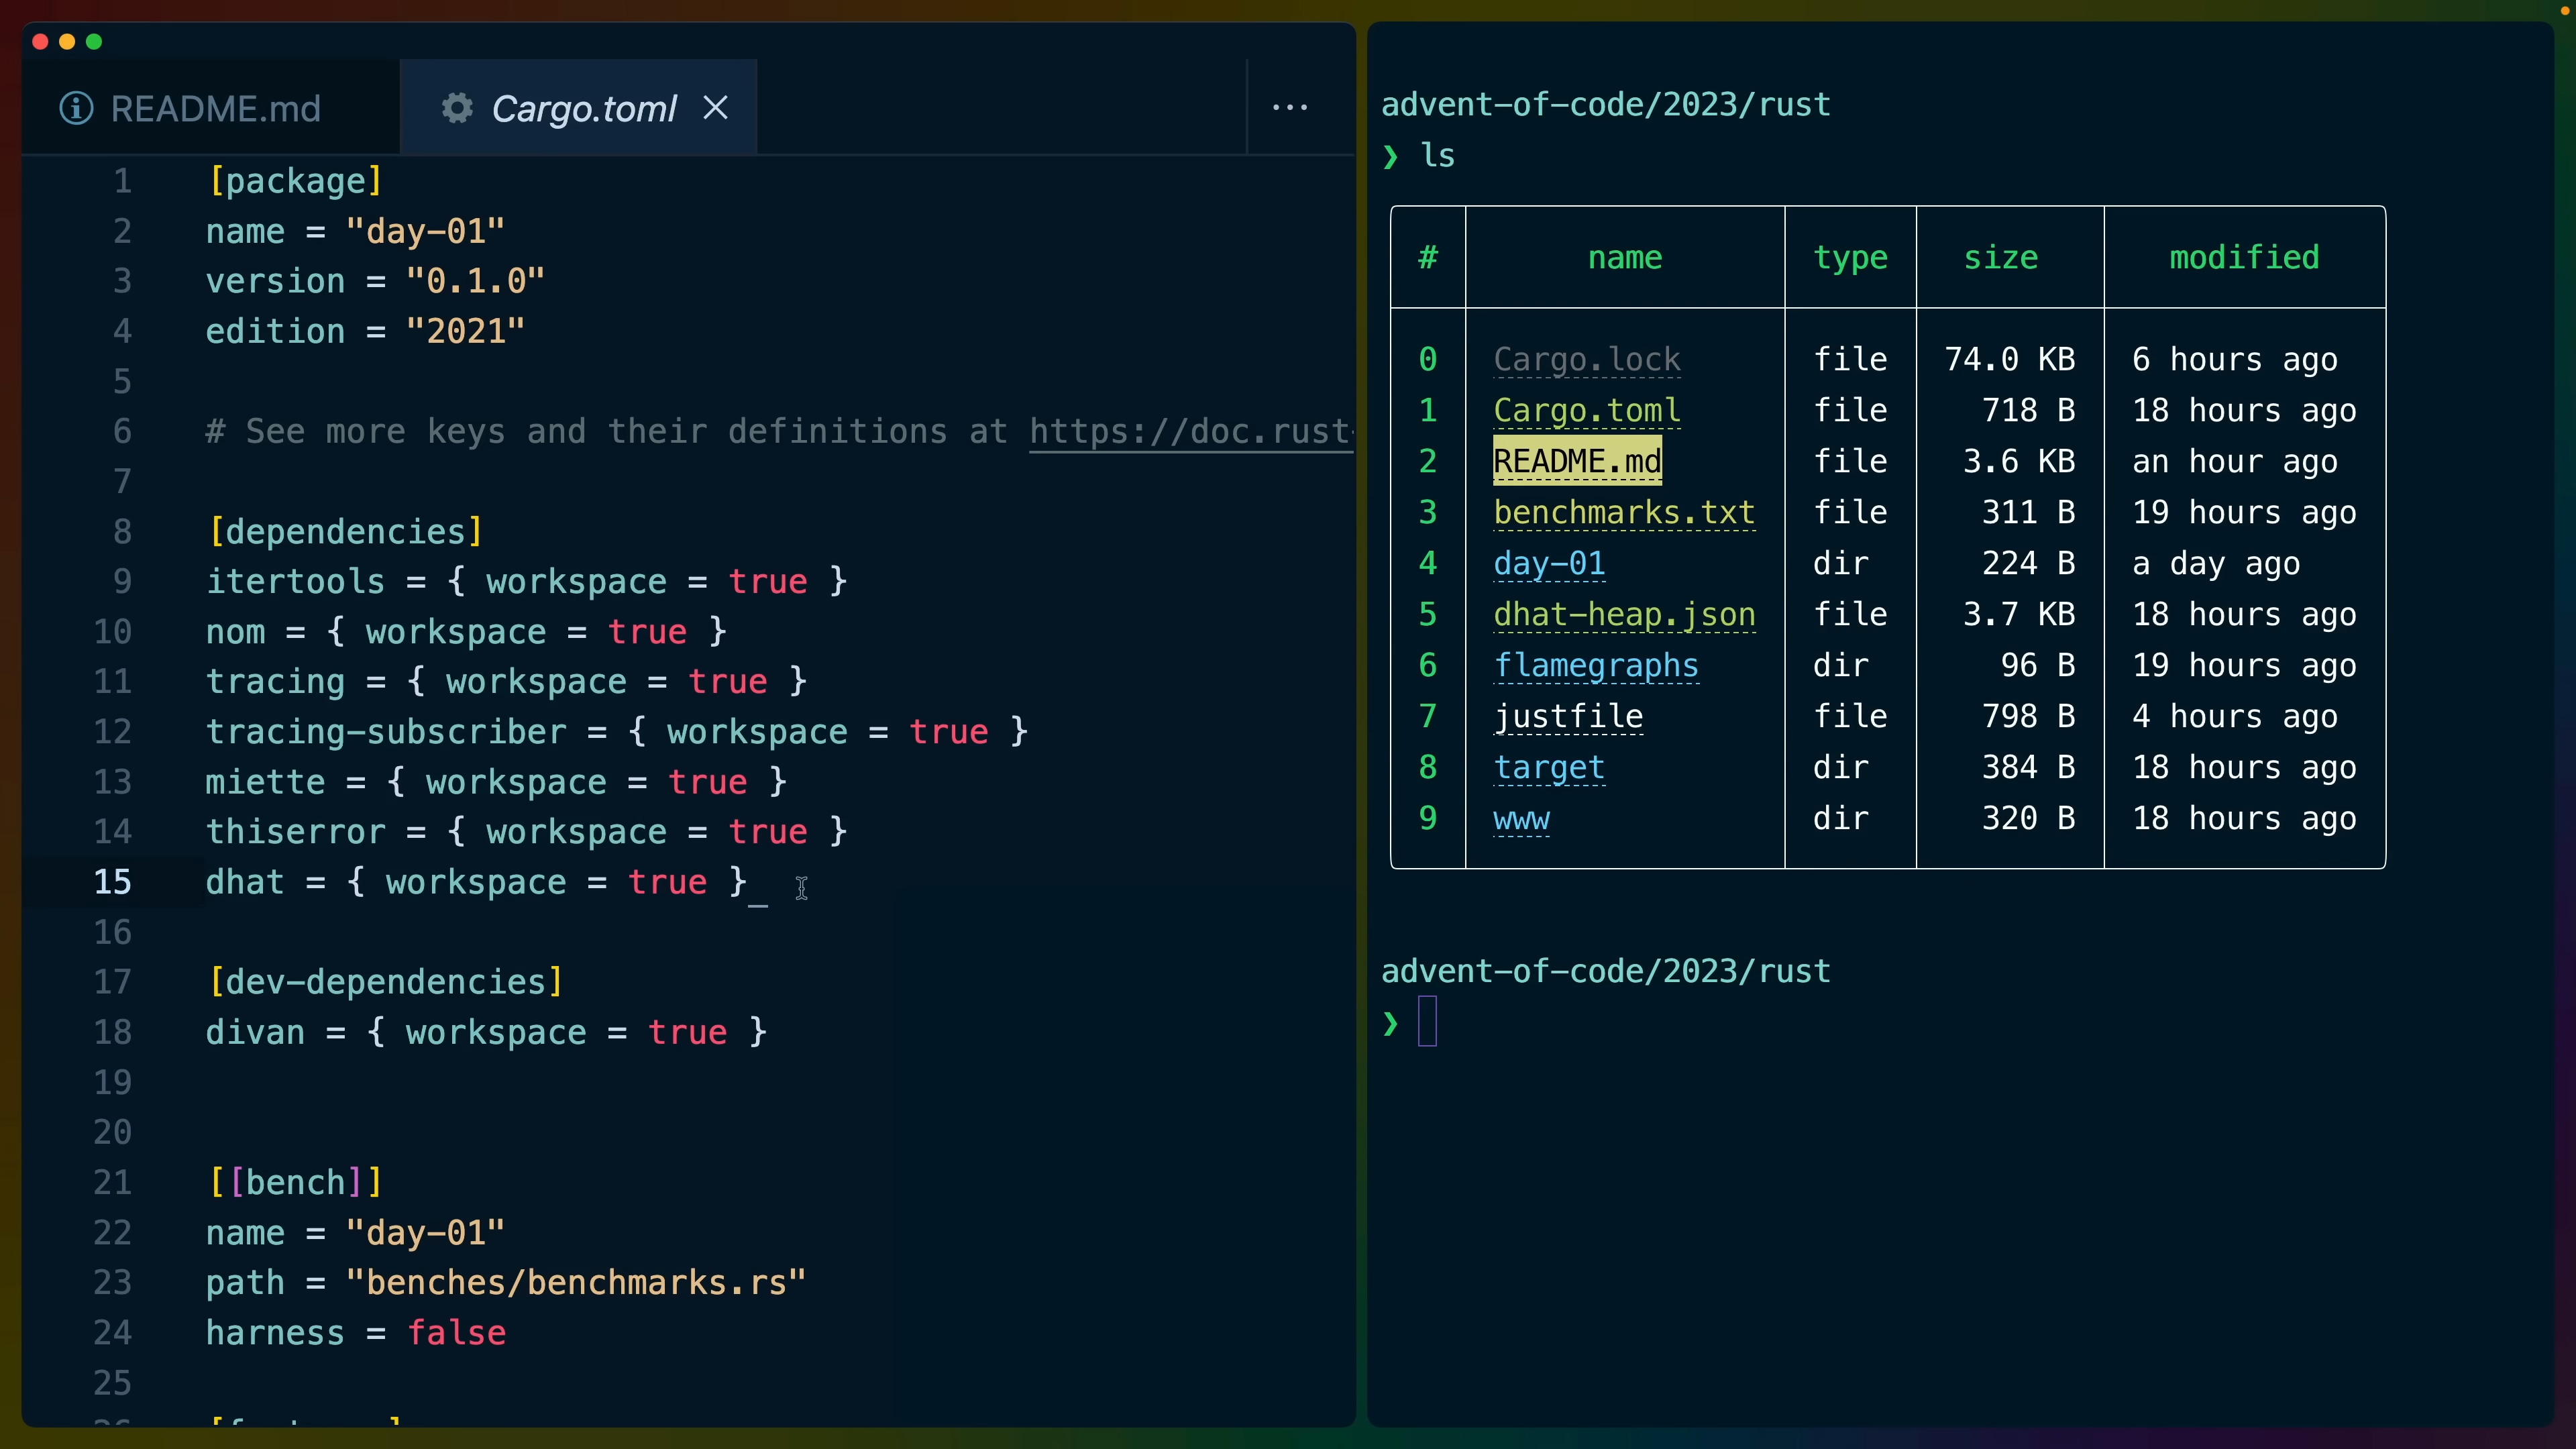 README.md
Cargo.toml
1 [package]
2 name = "day-01"
3 version = "0.1.0"
4 edition = "2021"
5
6 # See more keys and their definitions at https://doc.rust-
7
8 [dependencies]
9 itertools = { workspace = true }
10 nom = { workspace = true }
11 tracing = { workspace = true }
12 tracing-subscriber = { workspace = true }
13 miette = { workspace = true }
14 thiserror = { workspace = true }
15 dhat = { workspace = true }
16
17 [dev-dependencies]
18 divan = { workspace = true }
19
20
21 [[bench]]
22 name = "day-01"
23 path = "benches/benchmarks.rs"
24 harness = false
25
advent-of-code/2023/rust
❯ ls
# name type size modified
0 Cargo.lock file 74.0 KB 6 hours ago
1 Cargo.toml file 718 B 18 hours ago
2 README.md file 3.6 KB an hour ago
3 benchmarks.txt file 311 B 19 hours ago
4 day-01 dir 224 B a day ago
5 dhat-heap.json file 3.7 KB 18 hours ago
6 flamegraphs dir 96 B 19 hours ago
7 justfile file 798 B 4 hours ago
8 target dir 384 B 18 hours ago
9 www dir 320 B 18 hours ago
advent-of-code/2023/rust
❯